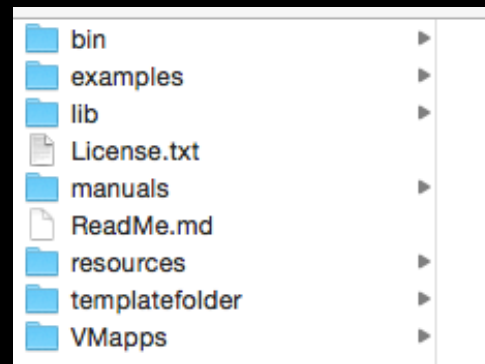 bin
examples
lib
License.txt
manuals
ReadMe.md
resources
templatefolder
VMapps